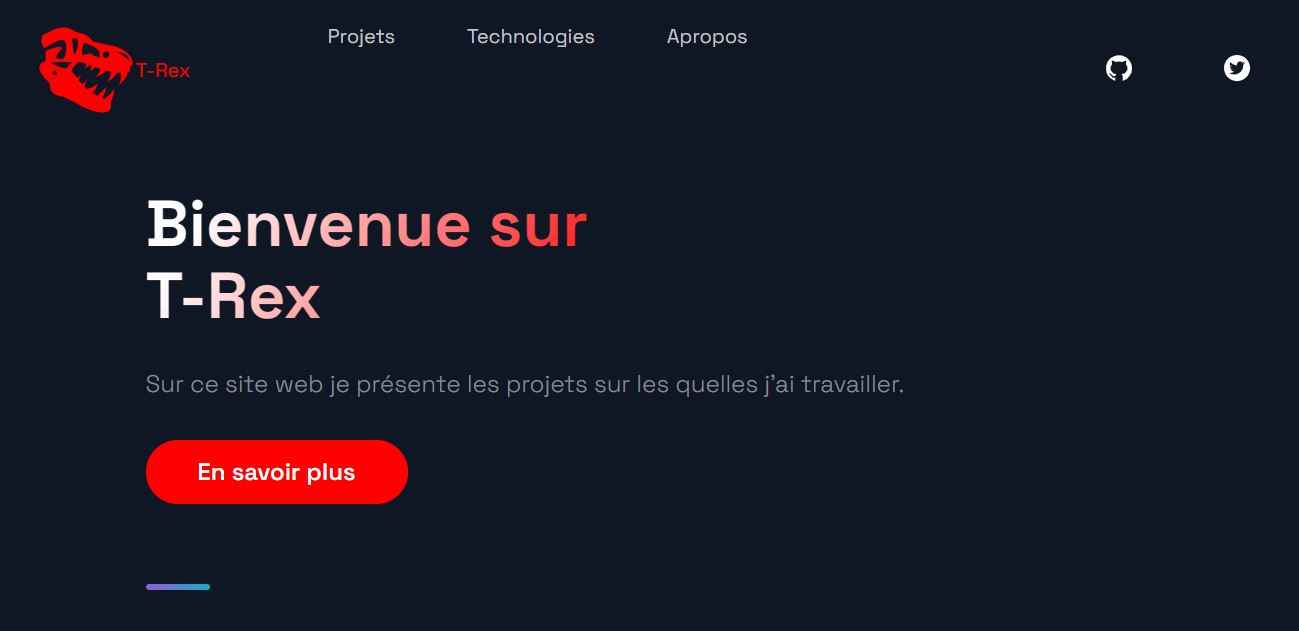 T-Rex
Projets
Technologies
Apropos
Bienvenue sur
T-Rex
Sur ce site web je présente les projets sur les quelles j'ai travailler.
En savoir plus